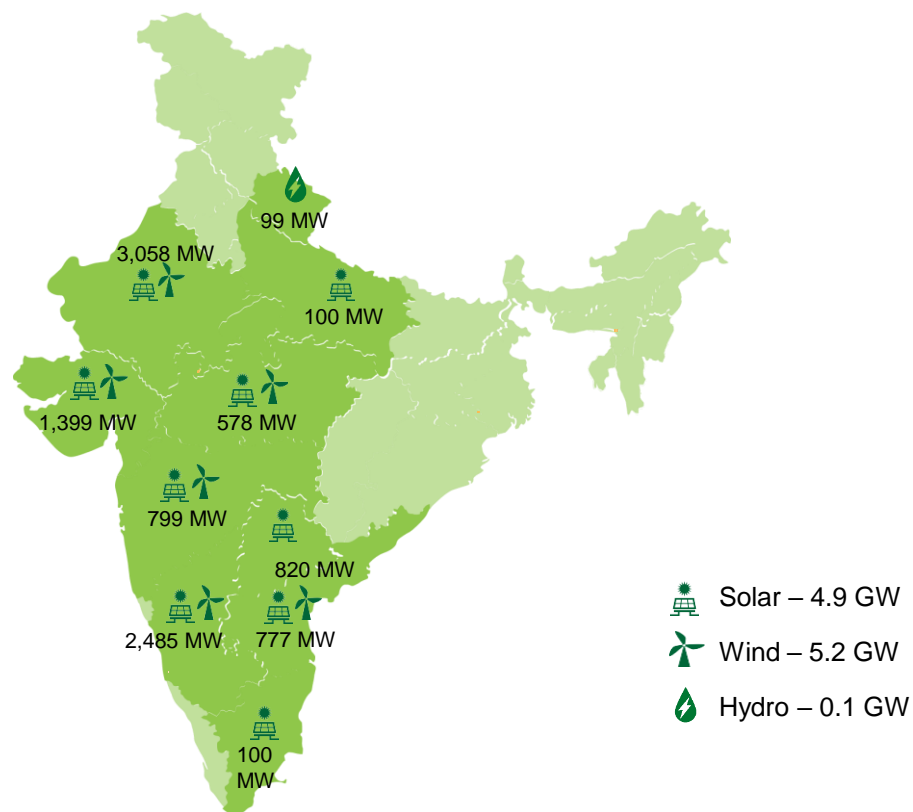 99 MW
3,058 MW
100 MW
1,399 MW
578 MW
799 MW
820 MW
2,485 MW
777 MW
100
MW
Solar – 4.9 GW
Wind – 5.2 GW
Hydro – 0.1 GW